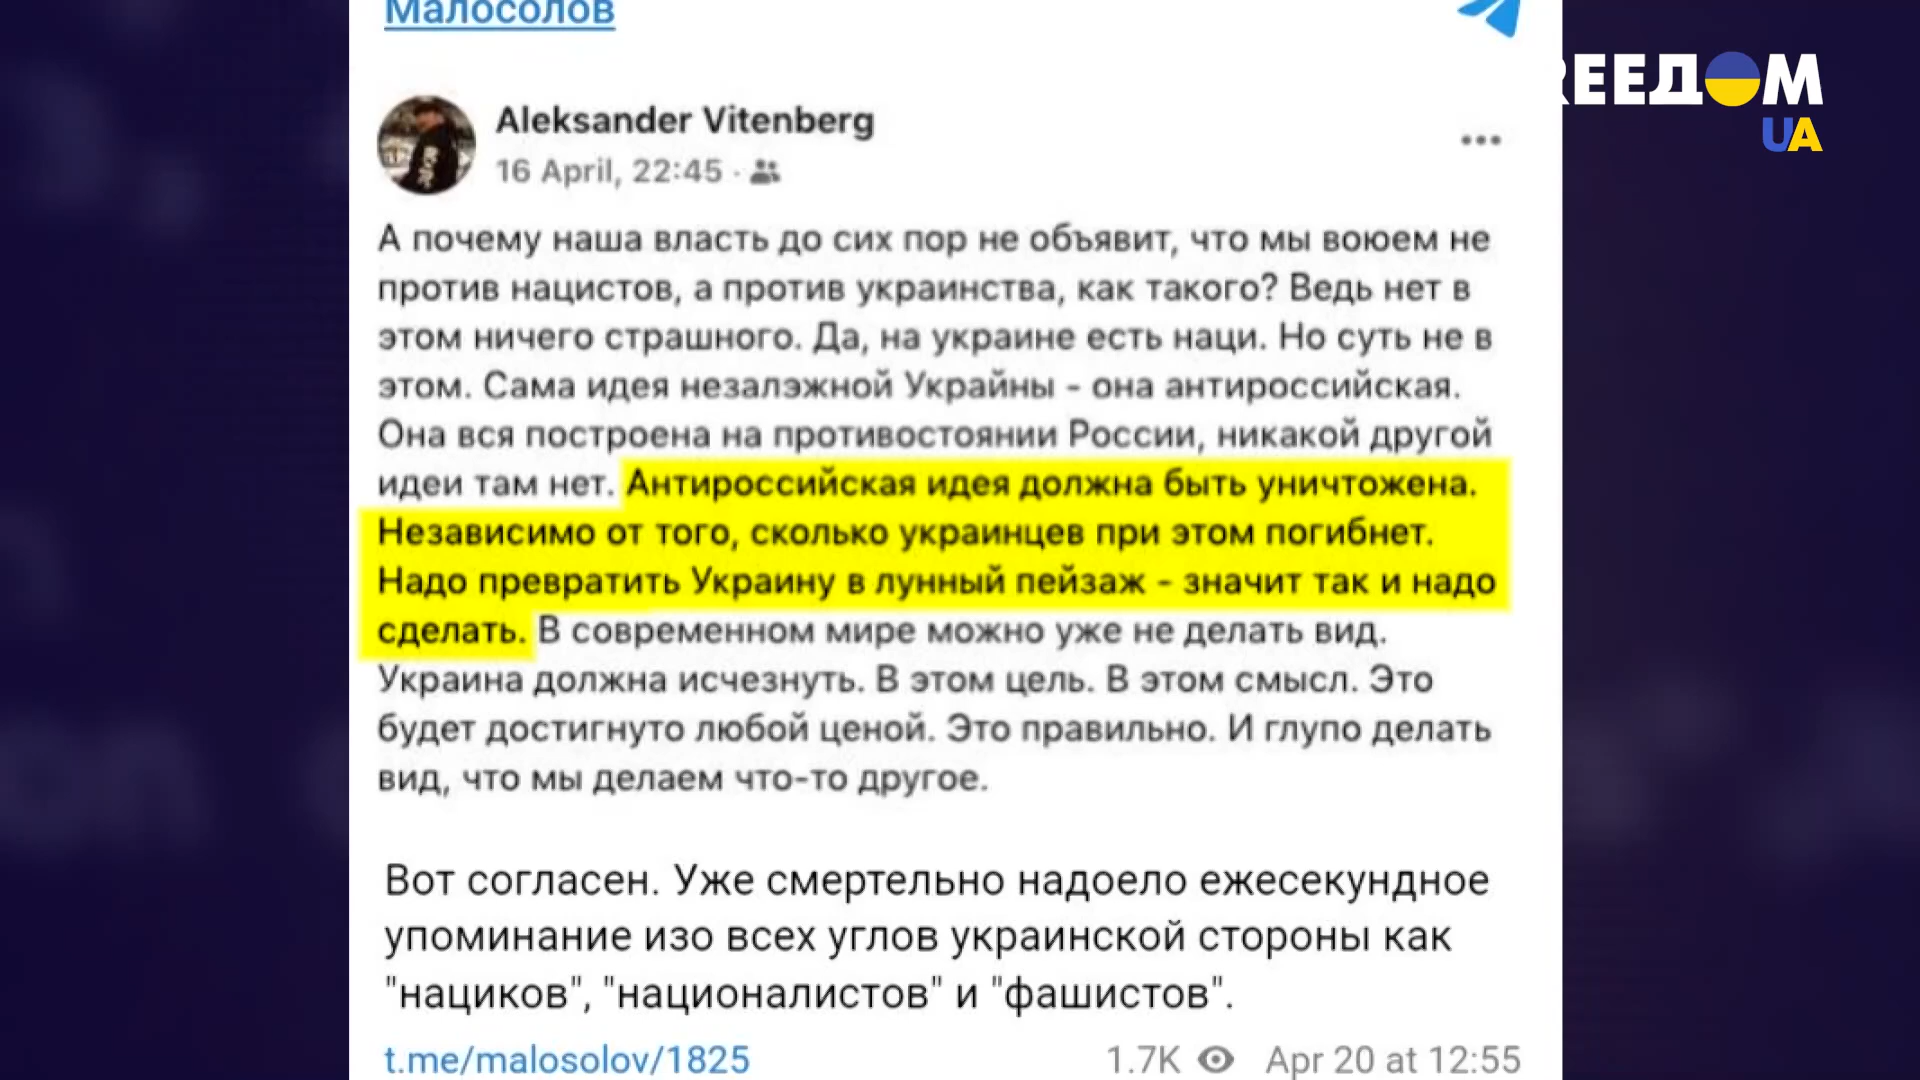 Малосолов
REEДOM
UA
Aleksander Vitenberg
16 April, 22:45 ·
А почему наша власть до сих пор не объявит, что мы воюем не
против нацистов, а против украинства, как такого? Ведь нет в
этом ничего страшного. Да, на украине есть наци. Но суть не в
этом. Сама идея незалэжной Украйны - она антироссийская.
Она вся построена на противостоянии России, никакой другой
идеи там нет. Антироссийская идея должна быть уничтожена.
Независимо от того, сколько украинцев при этом погибнет.
Надо превратить Украину в лунный пейзаж - значит так и надо
сделать. В современном мире можно уже не делать вид.
Украина должна исчезнуть. В этом цель. В этом смысл. Это
будет достигнуто любой ценой. Это правильно. И глупо делать
вид, что мы делаем что-то другое.
Вот согласен. Уже смертельно надоело ежесекундное
упоминание изо всех углов украинской стороны как
"нациков", "националистов" и "фашистов".
t.me/malosolov/1825
1.7K Apr 20 at 12:55